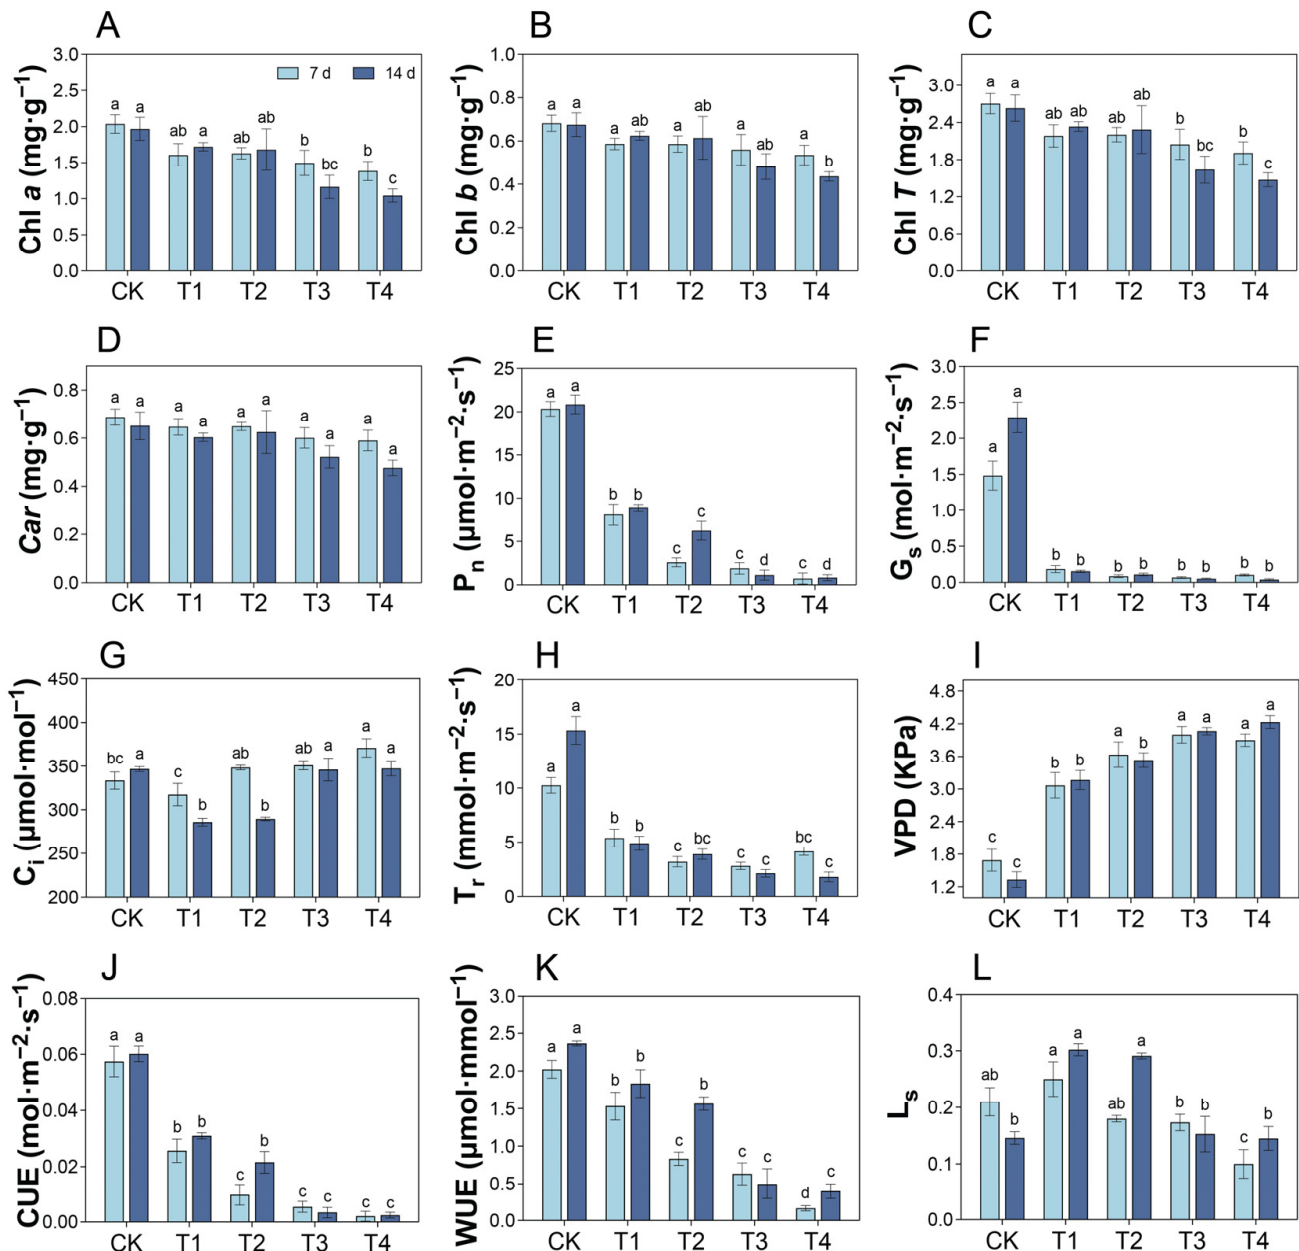 A
Chl a (mg·g⁻¹)
3.0
2.5
2.0
1.5
1.0
0.5
0.0
7 d 14 d
a a ab a ab ab b bc b c
CK T1 T2 T3 T4
B
Chl b (mg·g⁻¹)
1.0
0.8
0.6
0.4
0.2
0.0
a a a ab a ab a ab a b
CK T1 T2 T3 T4
C
Chl T (mg·g⁻¹)
3.0
2.4
1.8
1.2
0.6
0.0
a a ab ab ab ab b bc b c
CK T1 T2 T3 T4
D
Car (mg·g⁻¹)
0.8
0.6
0.4
0.2
0.0
a a a a a a a a a a
CK T1 T2 T3 T4
E
Pn (μmol·m⁻²·s⁻¹)
25
20
15
10
5
0
a a b b c c c d c d
CK T1 T2 T3 T4
F
Gs (mol·m⁻²·s⁻¹)
3.0
2.5
2.0
1.5
1.0
0.5
0.0
a a b b b b b b b b
CK T1 T2 T3 T4
G
Ci (μmol·mol⁻¹)
450
400
350
300
250
200
bc a c b ab b ab a a a
CK T1 T2 T3 T4
H
Tr (mmol·m⁻²·s⁻¹)
20
15
10
5
0
a a b b c bc c c bc c
CK T1 T2 T3 T4
I
VPD (KPa)
4.8
4.2
3.6
3.0
2.4
1.8
1.2
c c b b a b a a a a
CK T1 T2 T3 T4
J
CUE (mol·m⁻²·s⁻¹)
0.08
0.06
0.04
0.02
0.00
a a b b c b c c c c
CK T1 T2 T3 T4
K
WUE (μmol·mmol⁻¹)
3.0
2.5
2.0
1.5
1.0
0.5
0.0
a a b b c b c c d c
CK T1 T2 T3 T4
L
Ls
0.4
0.3
0.2
0.1
0.0
ab b a a ab a b b c b
CK T1 T2 T3 T4